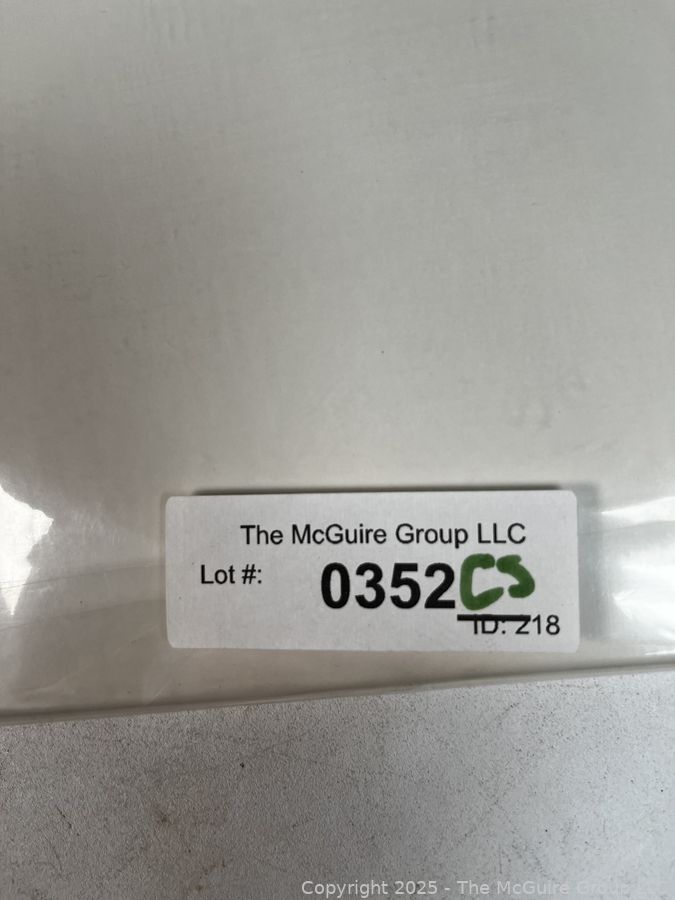 The McGuire Group LLC
Lot #: 0352CS
ID: 218
Copyright 2025 - The McGuire Group LLC